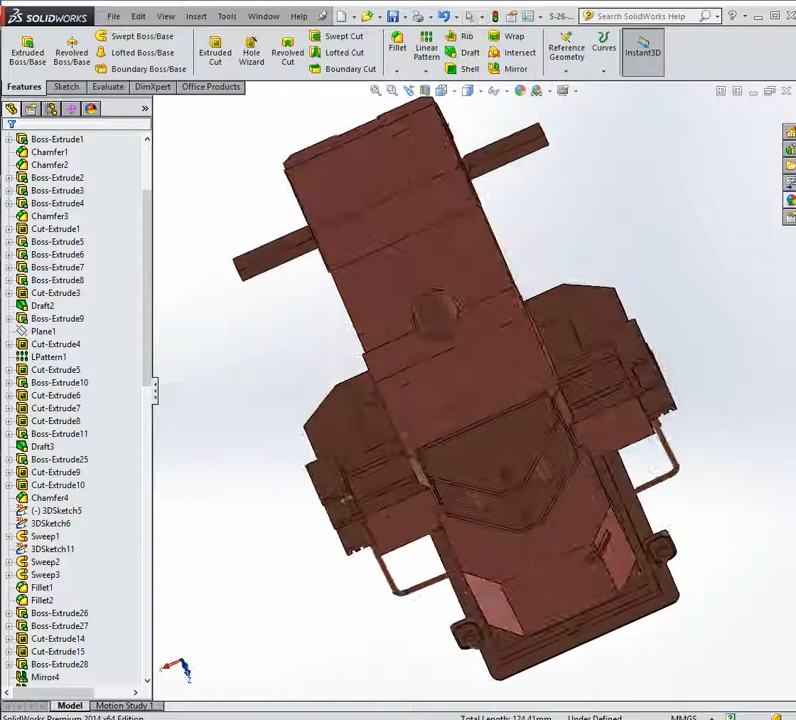 SOLIDWORKS File Edit View Insert Tools Window Help 5-26-... Search SolidWorks Help
Extruded Boss/Base Revolved Boss/Base Swept Boss/Base Lofted Boss/Base Boundary Boss/Base Extruded Cut Hole Wizard Revolved Cut Swept Cut Lofted Cut Boundary Cut Fillet Linear Pattern Rib Draft Shell Wrap Intersect Mirror Reference Geometry Curves Instant3D
Features Sketch Evaluate DimXpert Office Products
Boss-Extrude1
Chamfer1
Chamfer2
Boss-Extrude2
Boss-Extrude3
Boss-Extrude4
Chamfer3
Cut-Extrude1
Boss-Extrude5
Boss-Extrude6
Boss-Extrude7
Boss-Extrude8
Cut-Extrude3
Draft2
Boss-Extrude9
Plane1
Cut-Extrude4
LPattern1
Cut-Extrude5
Boss-Extrude10
Cut-Extrude6
Cut-Extrude7
Cut-Extrude8
Boss-Extrude11
Draft3
Boss-Extrude25
Cut-Extrude9
Cut-Extrude10
Chamfer4
(-) 3DSketch5
3DSketch6
Sweep1
3DSketch11
Sweep2
Sweep3
Fillet1
Fillet2
Boss-Extrude26
Boss-Extrude27
Cut-Extrude14
Cut-Extrude15
Boss-Extrude28
Mirror4
Model Motion Study 1
SolidWorks Premium 2014 x64 Edition Total Length: 124.41mm Under Defined MMGS